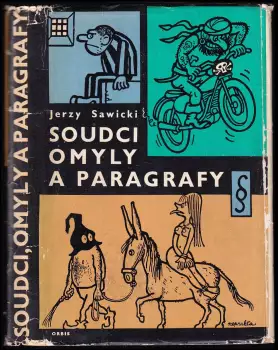 SOUDCI, OMYLY A PARAGRAFY
Jerzy Sawicki
SOUDCI
OMYLY
A PARAGRAFY
§
ORBIS